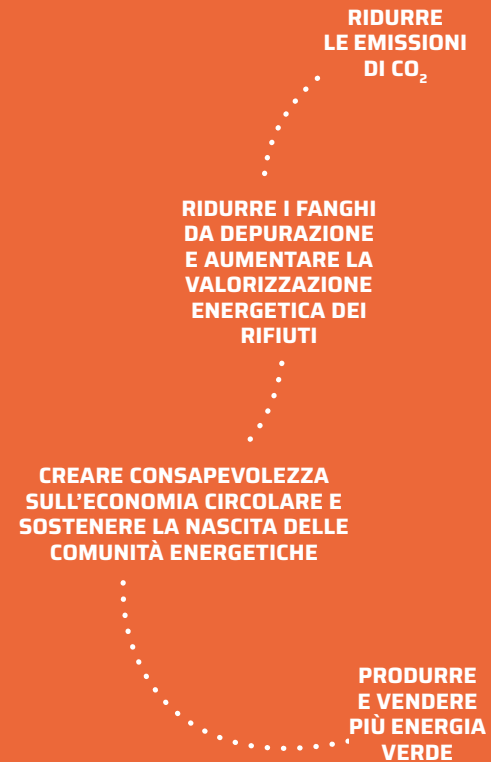 RIDURRE
LE EMISSIONI
DI CO₂
RIDURRE I FANGHI
DA DEPURAZIONE
E AUMENTARE LA
VALORIZZAZIONE
ENERGETICA DEI
RIFIUTI
CREARE CONSAPEVOLEZZA
SULL’ECONOMIA CIRCOLARE E
SOSTENERE LA NASCITA DELLE
COMUNITÀ ENERGETICHE
PRODURRE
E VENDERE
PIÙ ENERGIA
VERDE